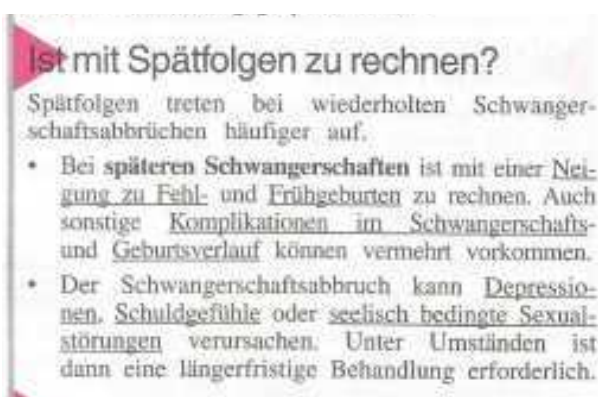 Ist mit Spätfolgen zu rechnen?
Spätfolgen treten bei wiederholten Schwanger-
schaftsabbrüchen häufiger auf.
• Bei späteren Schwangerschaften ist mit einer Nei-
gung zu Fehl- und Frühgeburten zu rechnen. Auch
sonstige Komplikationen im Schwangerschafts-
und Geburtsverlauf können vermehrt vorkommen.
• Der Schwangerschaftsabbruch kann Depressio-
nen, Schuldgefühle oder seelisch bedingte Sexual-
störungen verursachen. Unter Umständen ist
dann eine längerfristige Behandlung erforderlich.